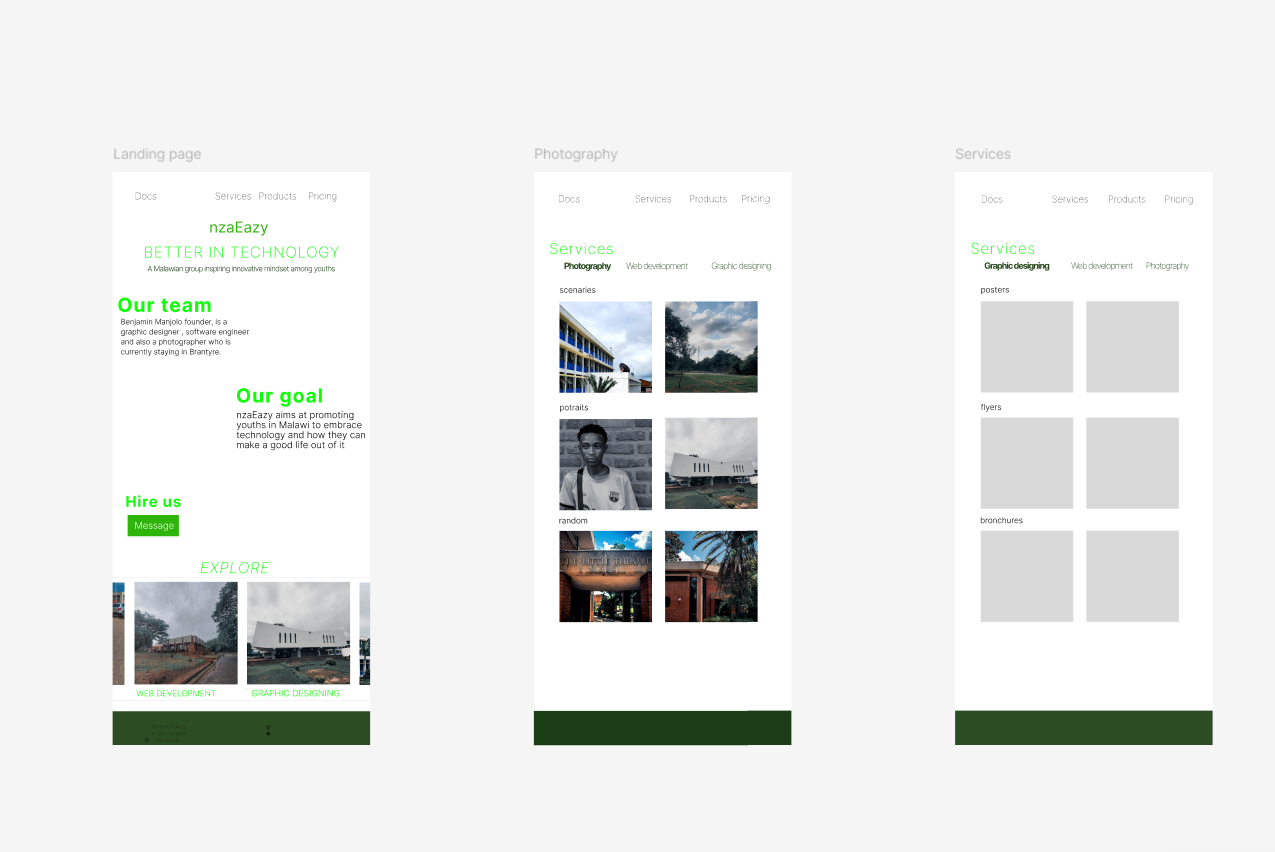 Landing page
Docs Services Products Pricing
nzaEazy
BETTER IN TECHNOLOGY
A Malawian group inspiring innovative mindset among youths
Our team
Benjamin Manjolo founder, is a
graphic designer , software engineer
and also a photographer who is
currently staying in Brantyre.
Our goal
nzaEazy aims at promoting
youths in Malawi to embrace
technology and how they can
make a good life out of it
Hire us
Message
EXPLORE
WEB DEVELOPMENT GRAPHIC DESIGNING
Photography
Docs Services Products Pricing
Services
Photography Web development Graphic designing
scenaries
potraits
random
THE LITTLE THEATRE
Services
Docs Services Products Pricing
Services
Graphic designing Web development Photography
posters
flyers
bronchures